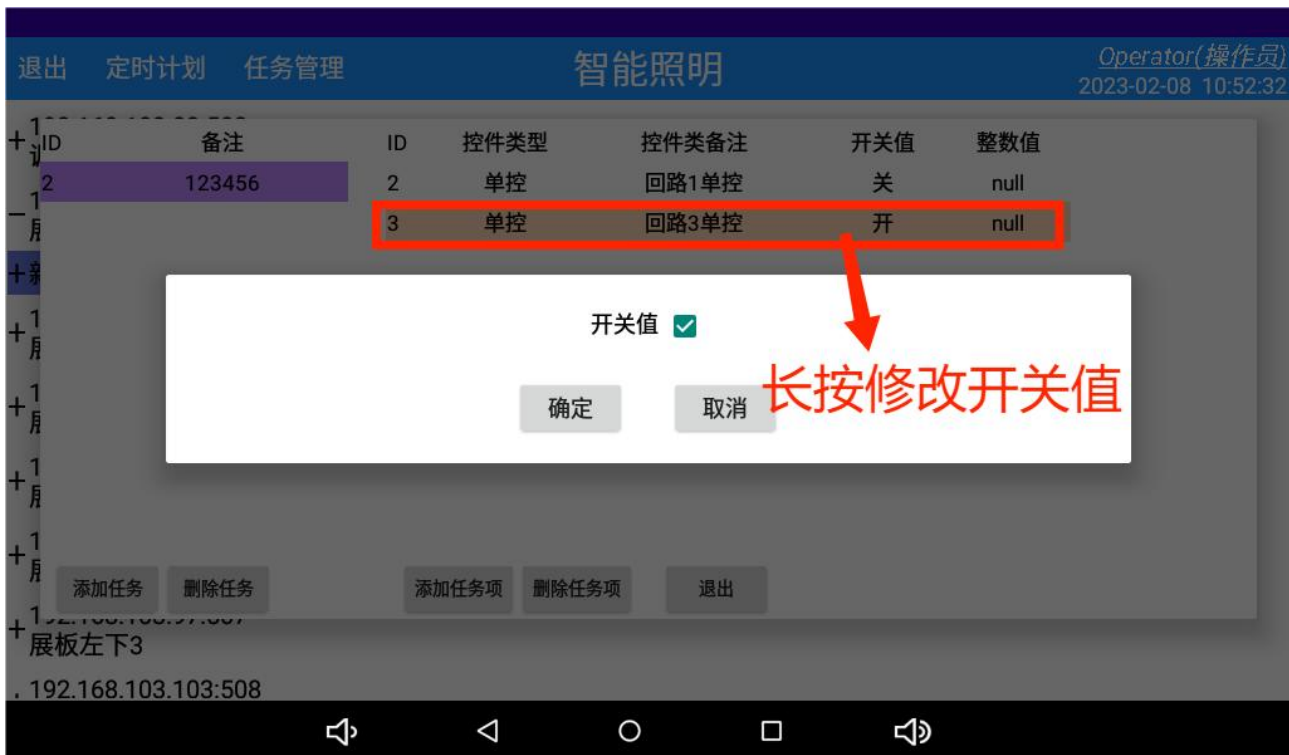 退出 定时计划 任务管理 智能照明 Operator(操作员)
2023-02-08 10:52:32
ID 备注 ID 控件类型 控件类备注 开关值 整数值
2 123456 2 单控 回路1单控 关 null
3 单控 回路3单控 开 null
开关值
长按修改开关值
确定 取消
添加任务 删除任务 添加任务项 删除任务项 退出
展板左下3
192.168.103.103:508